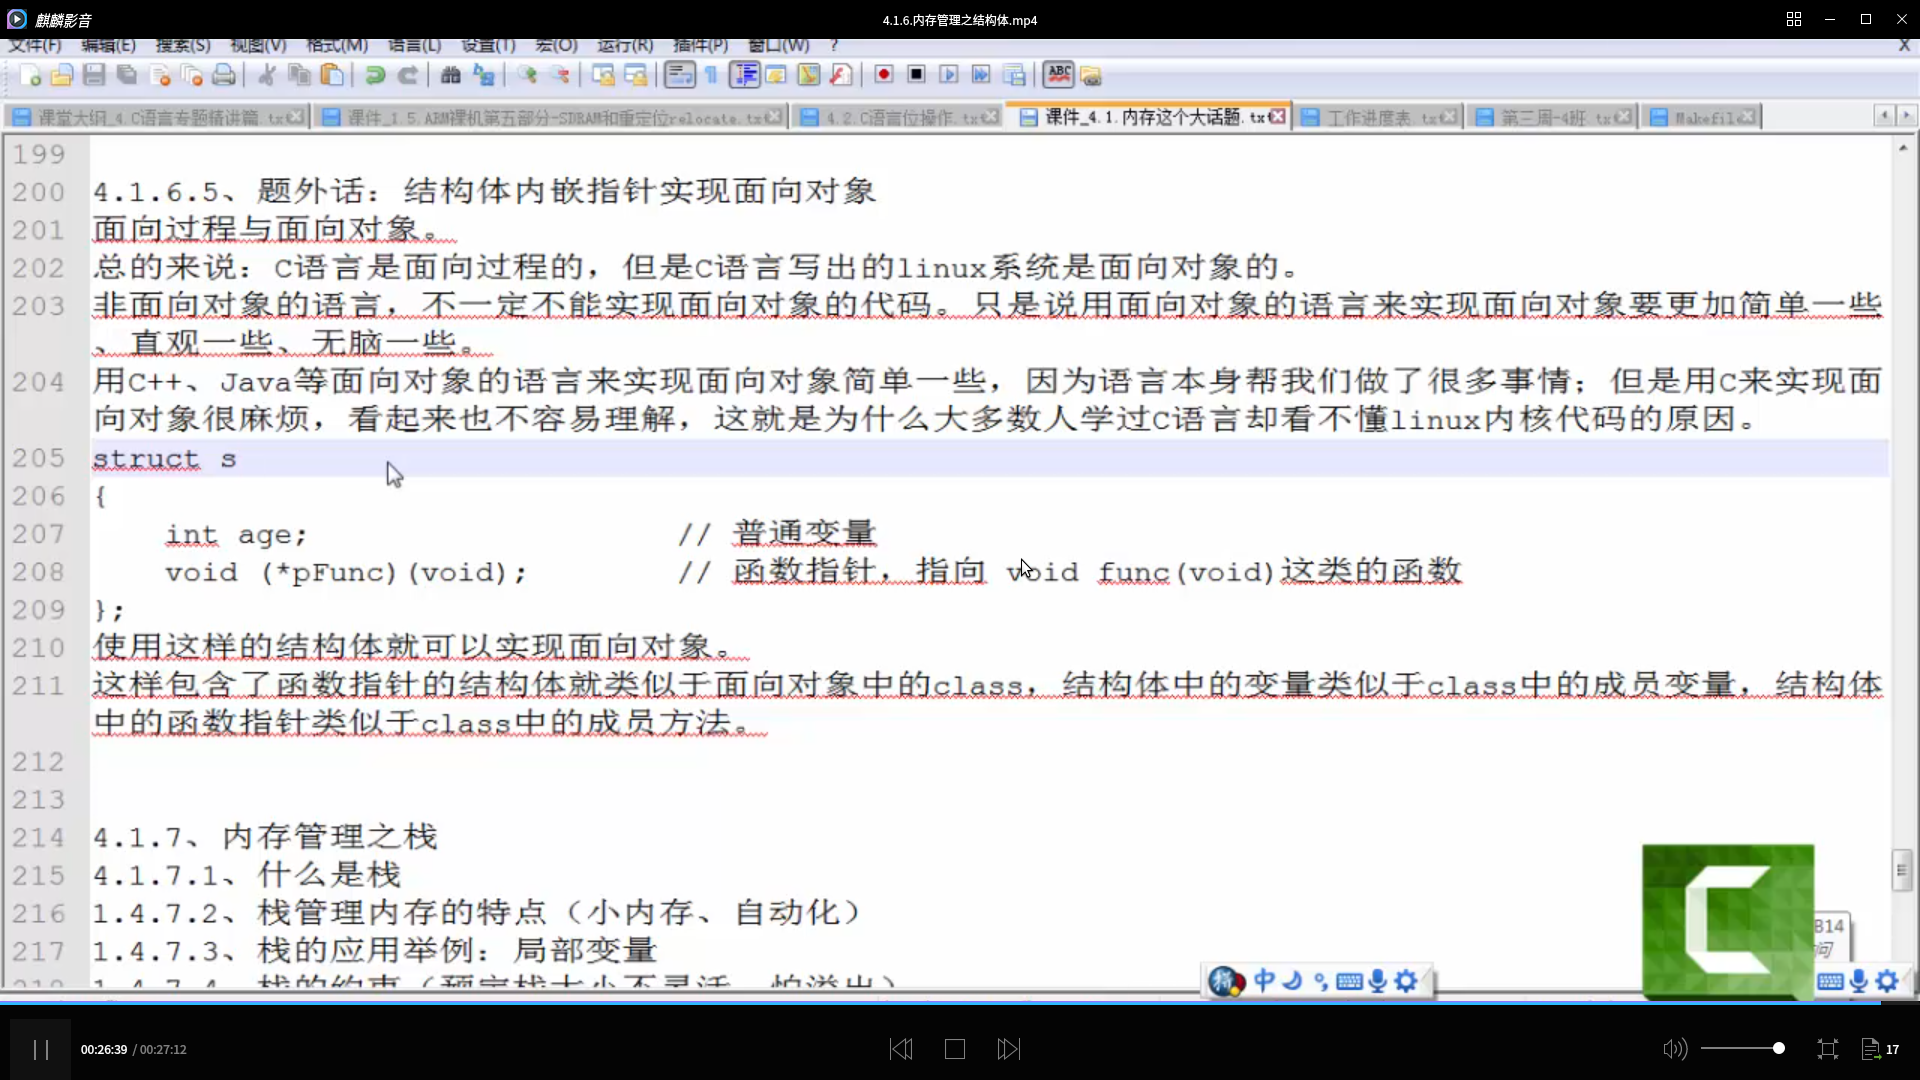 麒麟影音
4.1.6.内存管理之结构体.mp4
文件(F) 编辑(E) 搜索(S) 视图(V) 格式(M) 语言(L) 设置(T) 宏(O) 运行(R) 插件(P) 窗口(W) ? X
课堂大纲_4.C语言专题精讲篇.txt 课件_1.5.ARM裸机第五部分-SDRAM和重定位relocate.txt 4.2.C语言位操作.txt 课件_4.1.内存这个大话题.txt 工作进度表.txt 第三周-4班.txt Makefile
199
200 4.1.6.5、题外话：结构体内嵌指针实现面向对象
201 面向过程与面向对象。
202 总的来说：C语言是面向过程的，但是C语言写出的linux系统是面向对象的。
203 非面向对象的语言，不一定不能实现面向对象的代码。只是说用面向对象的语言来实现面向对象要更加简单一些
、直观一些、无脑一些。
204 用C++、Java等面向对象的语言来实现面向对象简单一些，因为语言本身帮我们做了很多事情；但是用C来实现面
向对象很麻烦，看起来也不容易理解，这就是为什么大多数人学过C语言却看不懂linux内核代码的原因。
205 struct s
206 {
207 int age; // 普通变量
208 void (*pFunc)(void); // 函数指针，指向 void func(void)这类的函数
209 };
210 使用这样的结构体就可以实现面向对象。
211 这样包含了函数指针的结构体就类似于面向对象中的class，结构体中的变量类似于class中的成员变量，结构体
中的函数指针类似于class中的成员方法。
212
213
214 4.1.7、内存管理之栈
215 4.1.7.1、什么是栈
216 1.4.7.2、栈管理内存的特点（小内存、自动化）
217 1.4.7.3、栈的应用举例：局部变量
218 1.4.7.4、栈的约束（预定栈大小不灵活，怕溢出）
814
问
中
00:26:39 / 00:27:12
17